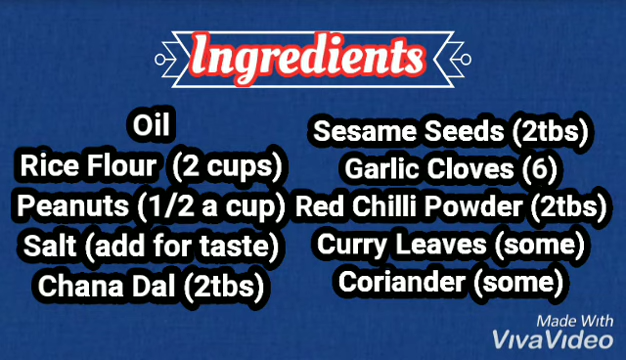 Ingredients
Oil
Rice Flour (2 cups)
Peanuts (1/2 a cup)
Salt (add for taste)
Chana Dal (2tbs)
Sesame Seeds (2tbs)
Garlic Cloves (6)
Red Chilli Powder (2tbs)
Curry Leaves (some)
Coriander (some)
Made With
VivaVideo